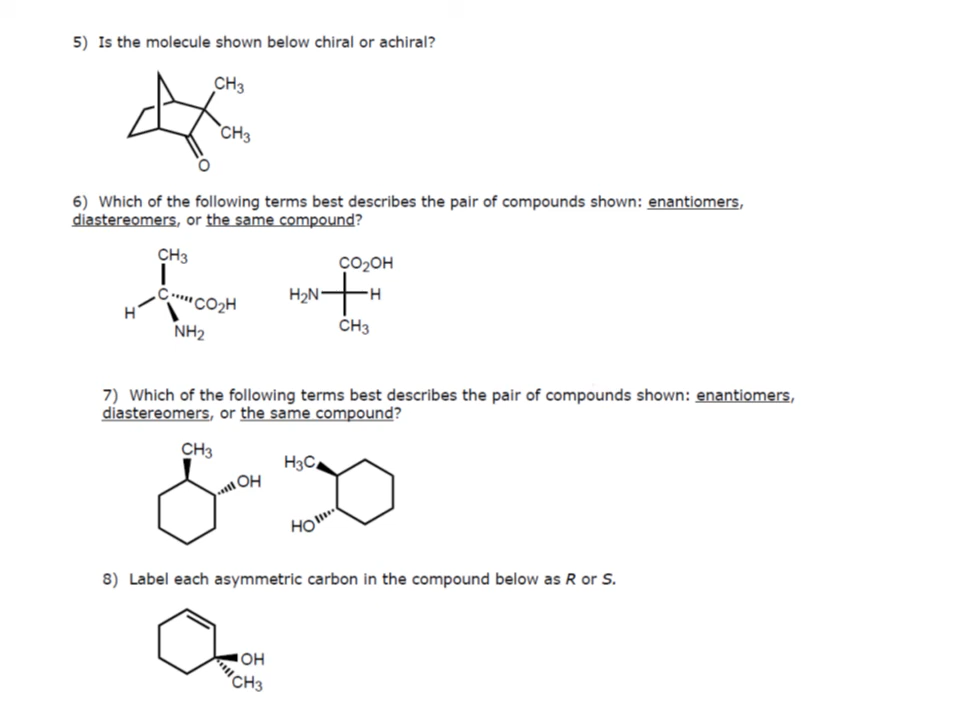 5) Is the molecule shown below chiral or achiral?
CH3
CH3
O
6) Which of the following terms best describes the pair of compounds shown: enantiomers,
diastereomers, or the same compound?
CH3
C
CO2H
H
NH2
CO2OH
H2N
H
CH3
7) Which of the following terms best describes the pair of compounds shown: enantiomers,
diastereomers, or the same compound?
CH3
OH
H3C
HO
8) Label each asymmetric carbon in the compound below as R or S.
OH
CH3